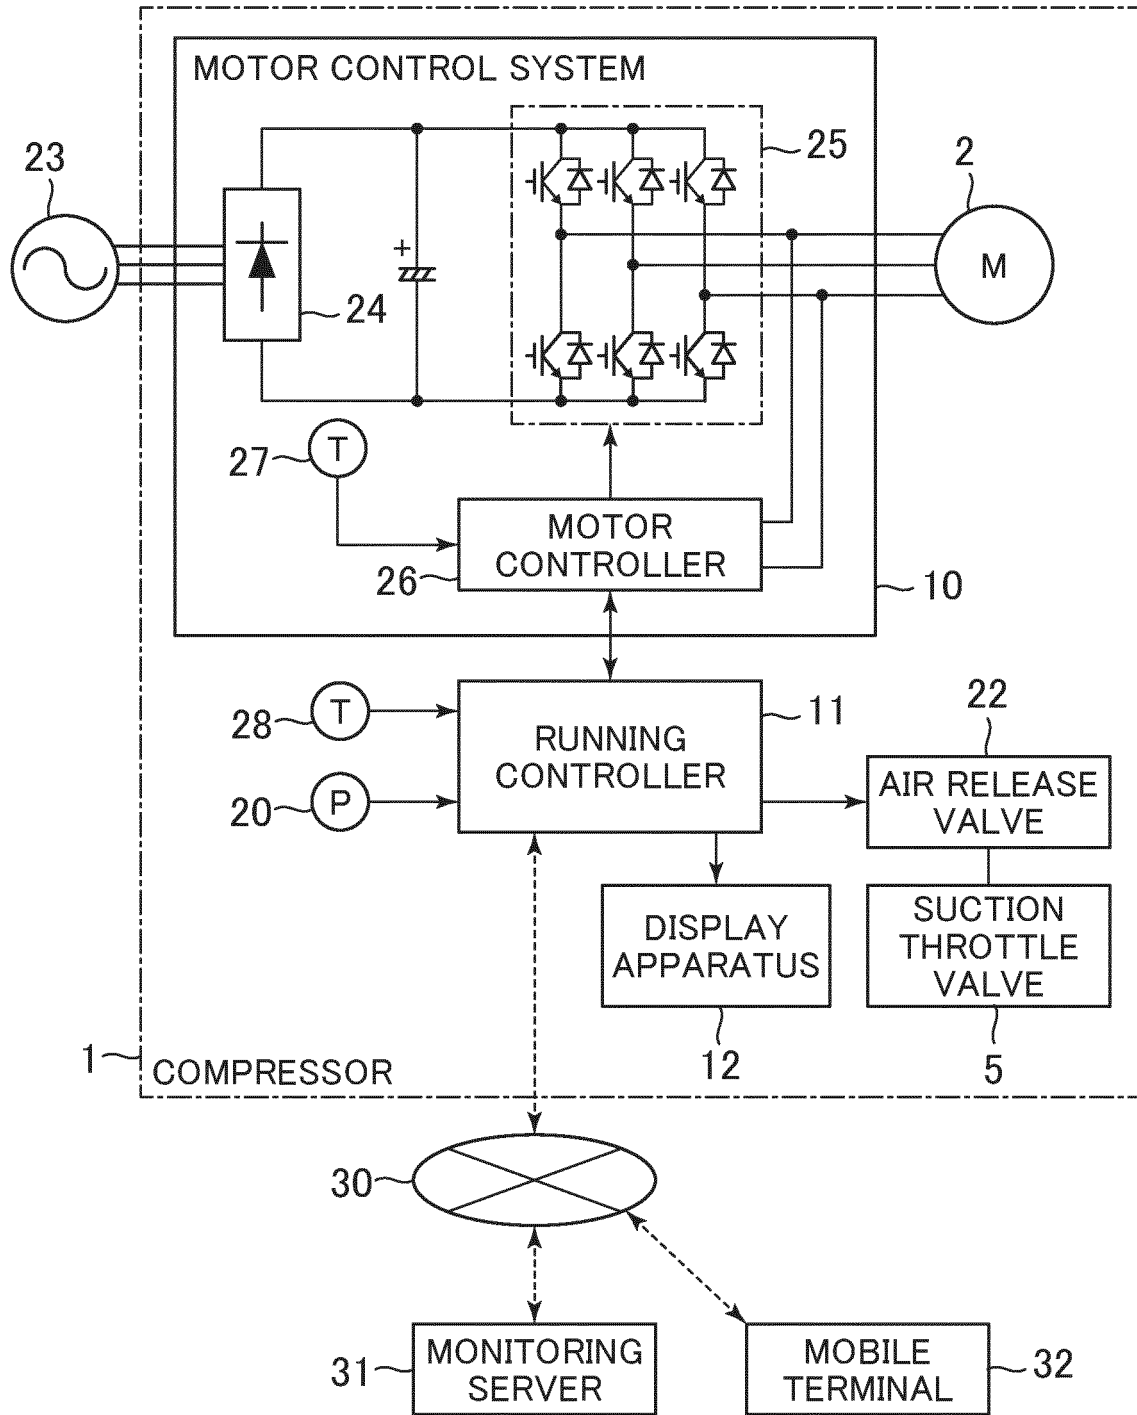 MOTOR CONTROL SYSTEM
23
24
+
25
2
M
T
27
MOTOR
CONTROLLER
26
10
T
28
P
20
RUNNING
CONTROLLER
11
22
AIR RELEASE
VALVE
DISPLAY
APPARATUS
12
SUCTION
THROTTLE
VALVE
5
1
COMPRESSOR
30
MONITORING
SERVER
31
MOBILE
TERMINAL
32